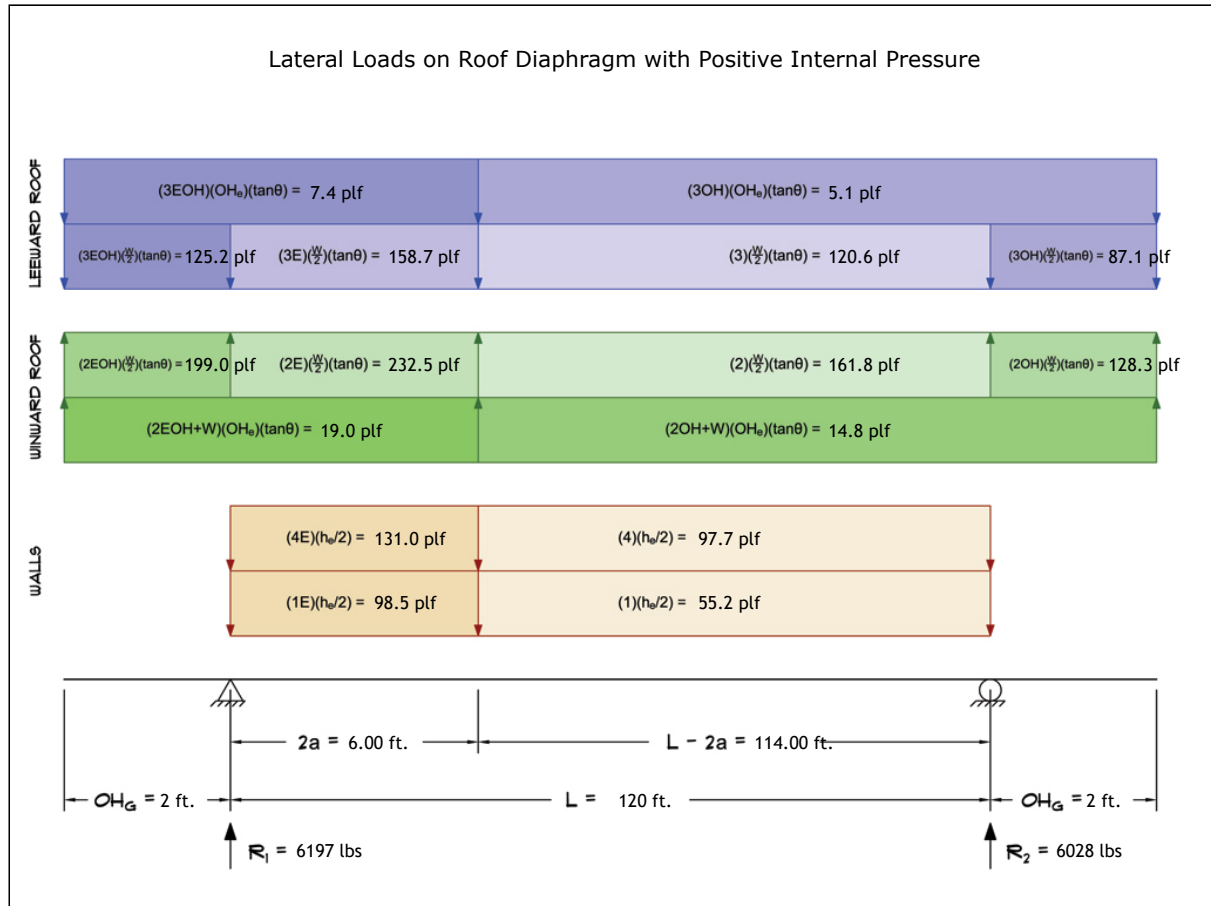 Lateral Loads on Roof Diaphragm with Positive Internal Pressure
LEEWARD ROOF
(3EOH)(OHₑ)(tanθ) = 7.4 plf
(3OH)(OHₑ)(tanθ) = 5.1 plf
(3EOH)(W/2)(tanθ) = 125.2 plf
(3E)(W/2)(tanθ) = 158.7 plf
(3)(W/2)(tanθ) = 120.6 plf
(3OH)(W/2)(tanθ) = 87.1 plf
WINWARD ROOF
(2EOH)(W/2)(tanθ) = 199.0 plf
(2E)(W/2)(tanθ) = 232.5 plf
(2)(W/2)(tanθ) = 161.8 plf
(2OH)(W/2)(tanθ) = 128.3 plf
(2EOH+W)(OHₑ)(tanθ) = 19.0 plf
(2OH+W)(OHₑ)(tanθ) = 14.8 plf
WALLS
(4E)(hₑ/2) = 131.0 plf
(4)(hₑ/2) = 97.7 plf
(1E)(hₑ/2) = 98.5 plf
(1)(hₑ/2) = 55.2 plf
2a = 6.00 ft.
L - 2a = 114.00 ft.
OH_G = 2 ft.
L = 120 ft.
OH_G = 2 ft.
R₁ = 6197 lbs
R₂ = 6028 lbs